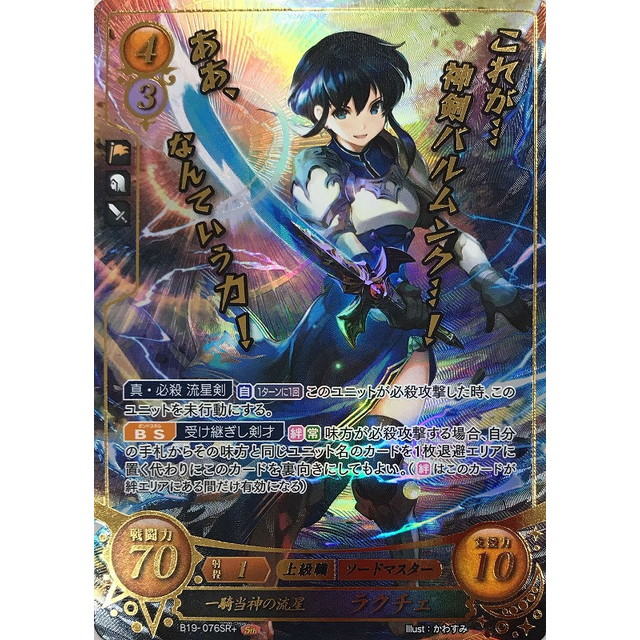 4
3
これが…
神剣バルムンク…！
ああ、
なんていう力！
真・必殺 流星剣 自 1ターンに1回 このユニットが必殺攻撃した時、この
ユニットを未行動にする。
ボンドスキル BS 受け継ぎし剣才 絆 常 味方が必殺攻撃する場合、自分
の手札からその味方と同じユニット名のカードを1枚退避エリアに
置く代わりにこのカードを裏向きにしてもよい。（絆はこのカードが
絆エリアにある間だけ有効になる）
戦闘力 70
射程 1 上級職 ソードマスター
支援力 10
一騎当神の流星 ラクチェ
B19-076SR+ 5th Illust：かわすみ